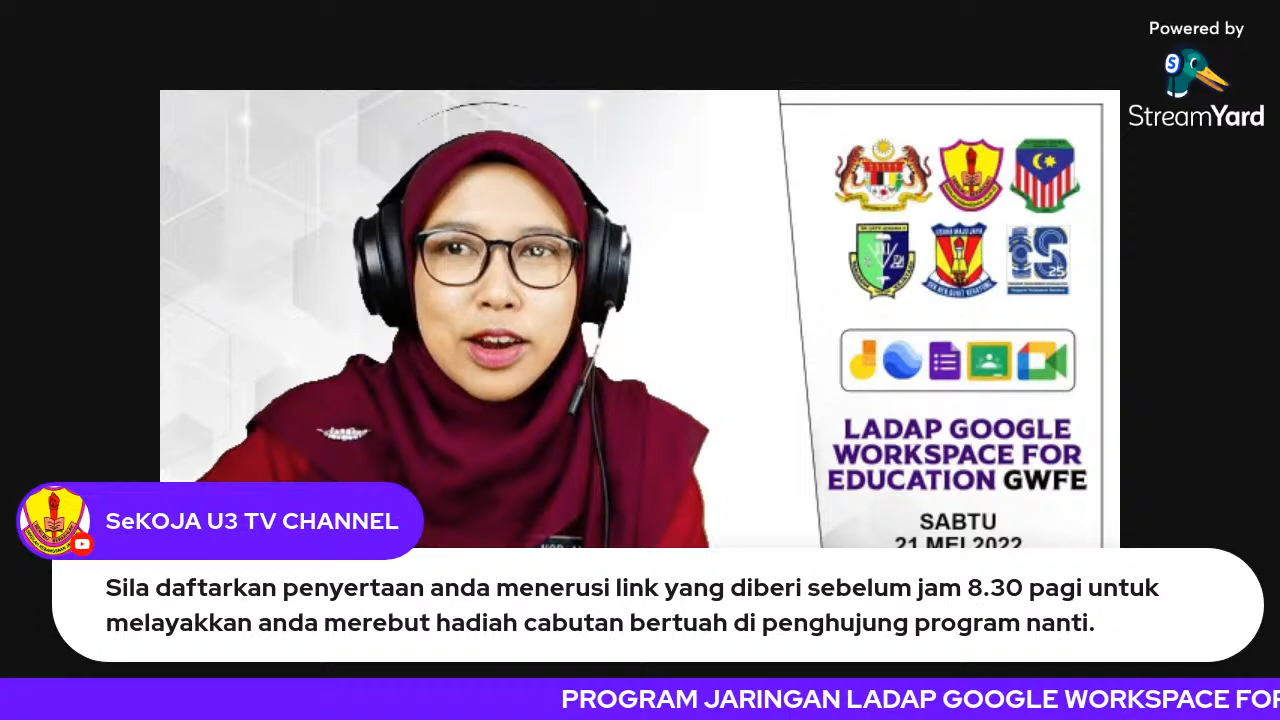 Powered by
StreamYard
25
LADAP GOOGLE
WORKSPACE FOR
EDUCATION GWFE
SABTU
21 MEI 2022
SeKOJA U3 TV CHANNEL
Sila daftarkan penyertaan anda menerusi link yang diberi sebelum jam 8.30 pagi untuk
melayakkan anda merebut hadiah cabutan bertuah di penghujung program nanti.
PROGRAM JARINGAN LADAP GOOGLE WORKSPACE FOR